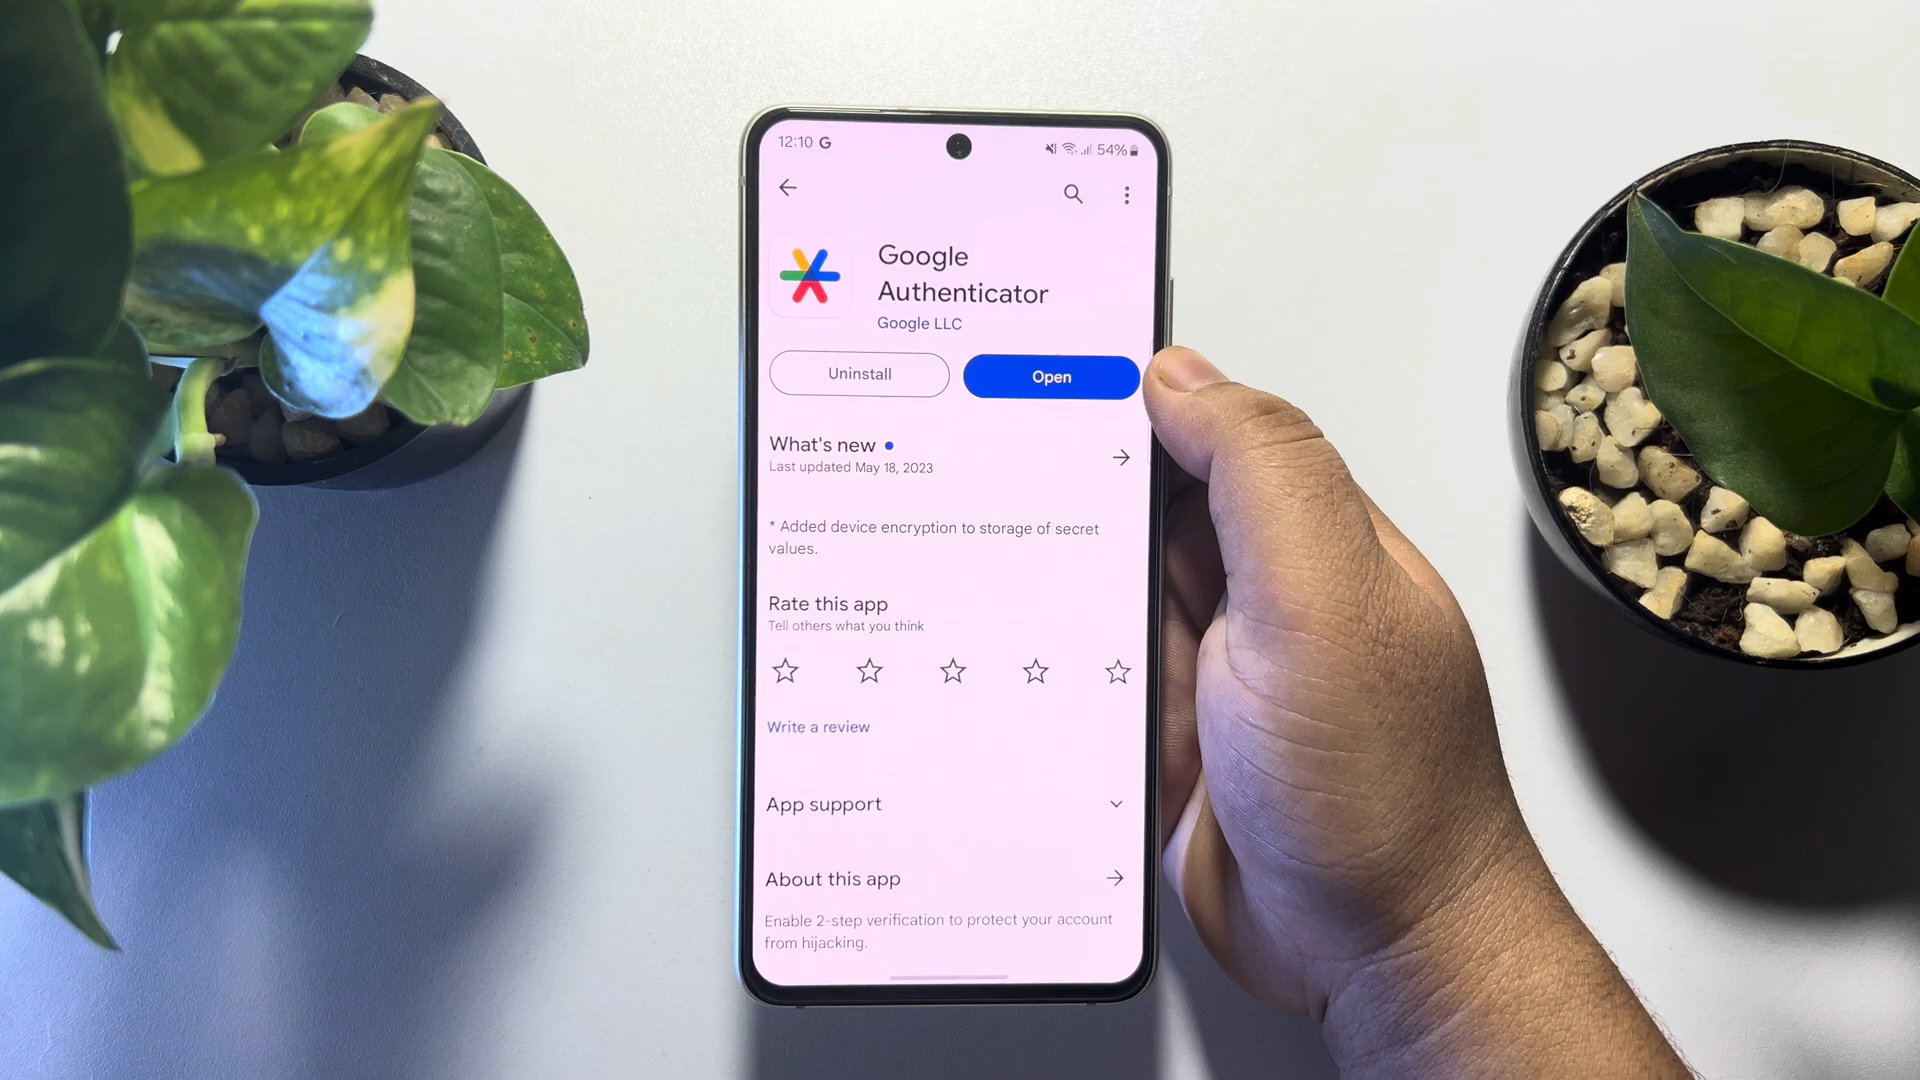 12:10 G
54%
Google
Authenticator
Google LLC
Uninstall
Open
What's new
Last updated May 18, 2023
* Added device encryption to storage of secret
values.
Rate this app
Tell others what you think
Write a review
App support
About this app
Enable 2-step verification to protect your account
from hijacking.